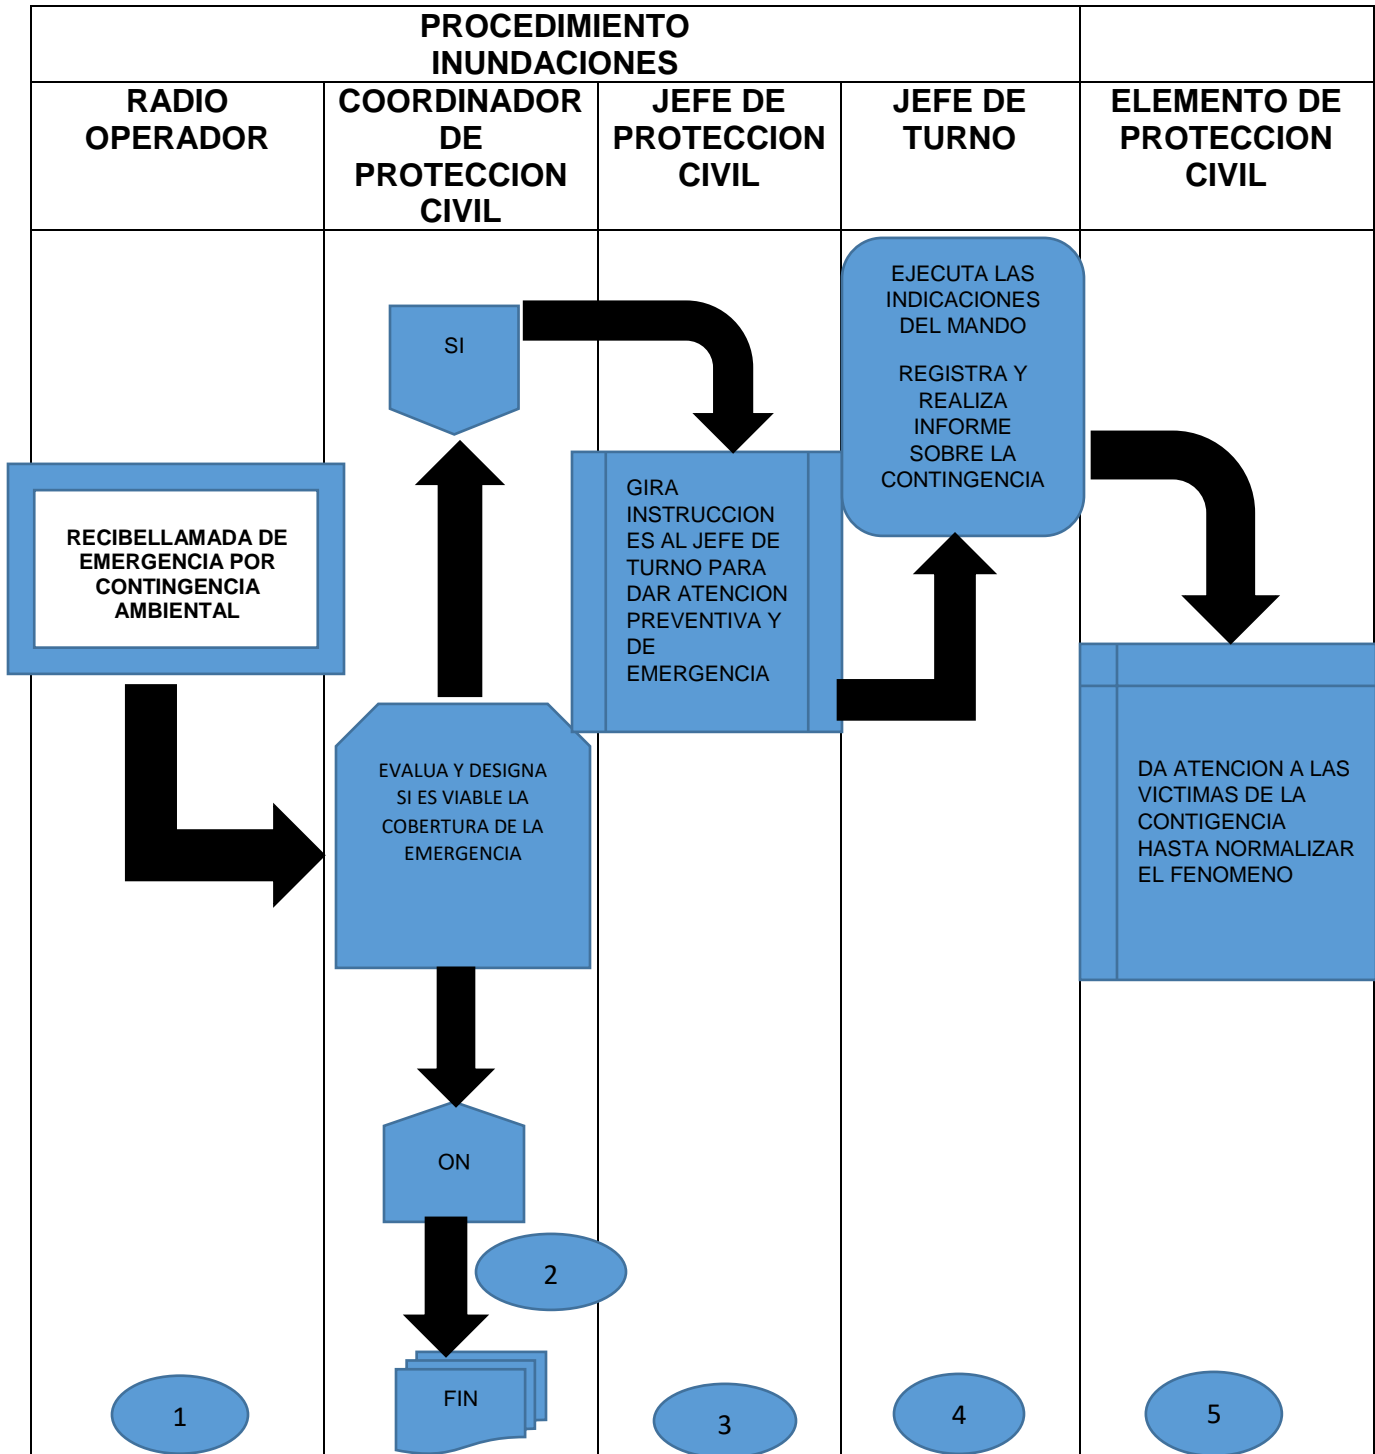 PROCEDIMIENTO
INUNDACIONES
RADIO
OPERADOR
COORDINADOR
DE
PROTECCION
CIVIL
JEFE DE
PROTECCION
CIVIL
JEFE DE
TURNO
ELEMENTO DE
PROTECCION
CIVIL
RECIBELLAMADA DE
EMERGENCIA POR
CONTINGENCIA
AMBIENTAL
SI
EVALUA Y DESIGNA
SI ES VIABLE LA
COBERTURA DE LA
EMERGENCIA
ON
FIN
GIRA
INSTRUCCION
ES AL JEFE DE
TURNO PARA
DAR ATENCION
PREVENTIVA Y
DE
EMERGENCIA
EJECUTA LAS
INDICACIONES
DEL MANDO
REGISTRA Y
REALIZA
INFORME
SOBRE LA
CONTINGENCIA
DA ATENCION A LAS
VICTIMAS DE LA
CONTIGENCIA
HASTA NORMALIZAR
EL FENOMENO
1
2
3
4
5